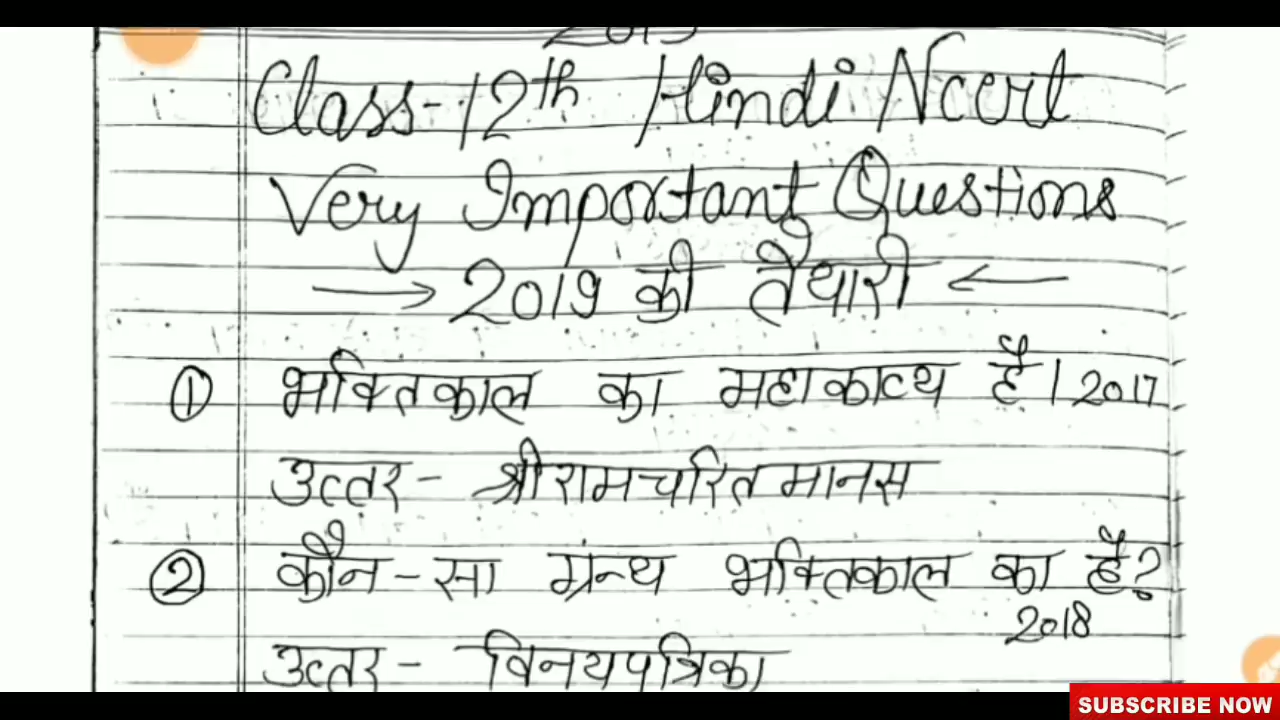 2019
Class-12th Hindi Ncert
Very Important Questions
→ 2019 की तैयारी ←
① भक्तिकाल का महाकाव्य है। 2017
उत्तर- श्रीरामचरितमानस
② कौन-सा ग्रन्थ भक्तिकाल का है?
2018
उत्तर- विनयपत्रिका
SUBSCRIBE NOW